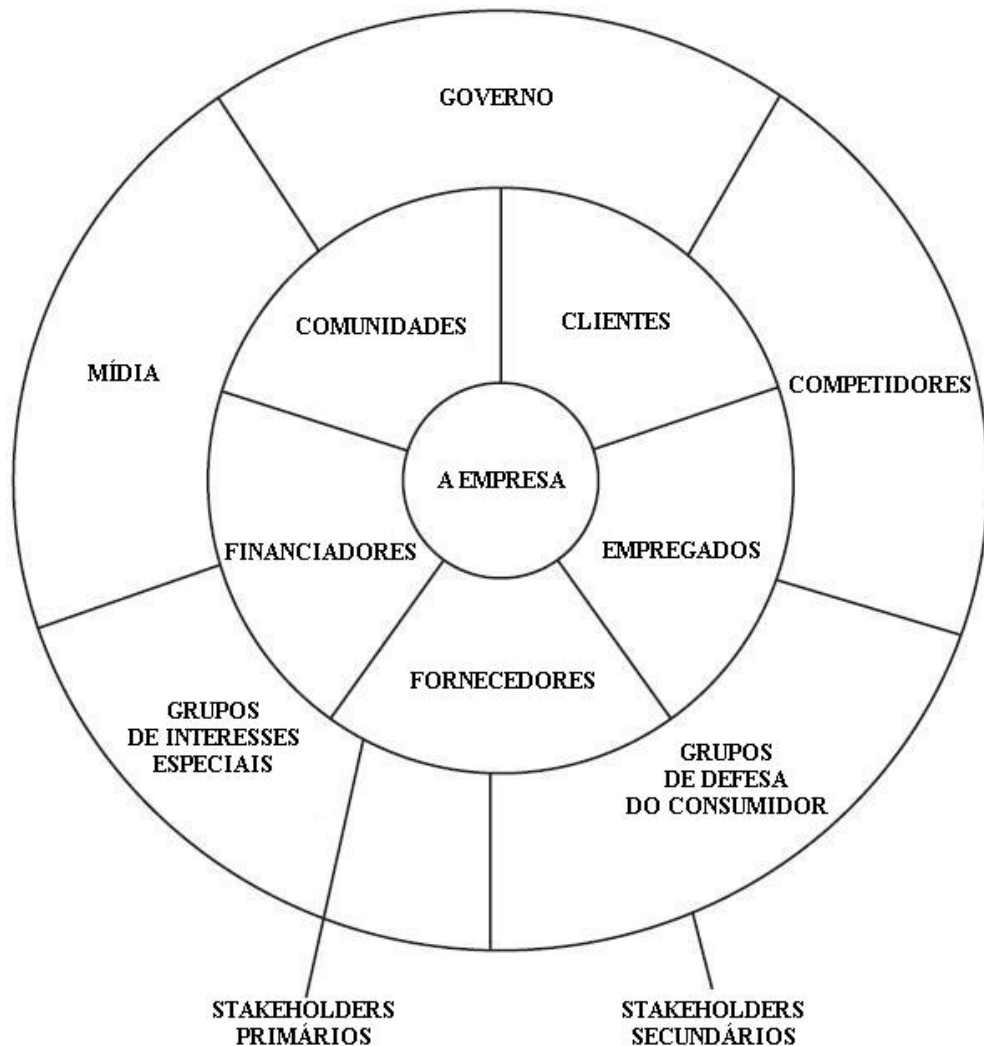 GOVERNO
COMUNIDADES
CLIENTES
MÍDIA
COMPETIDORES
A EMPRESA
FINANCIADORES
EMPREGADOS
FORNECEDORES
GRUPOS
DE INTERESSES
ESPECIAIS
GRUPOS
DE DEFESA
DO CONSUMIDOR
STAKEHOLDERS
PRIMÁRIOS
STAKEHOLDERS
SECUNDÁRIOS